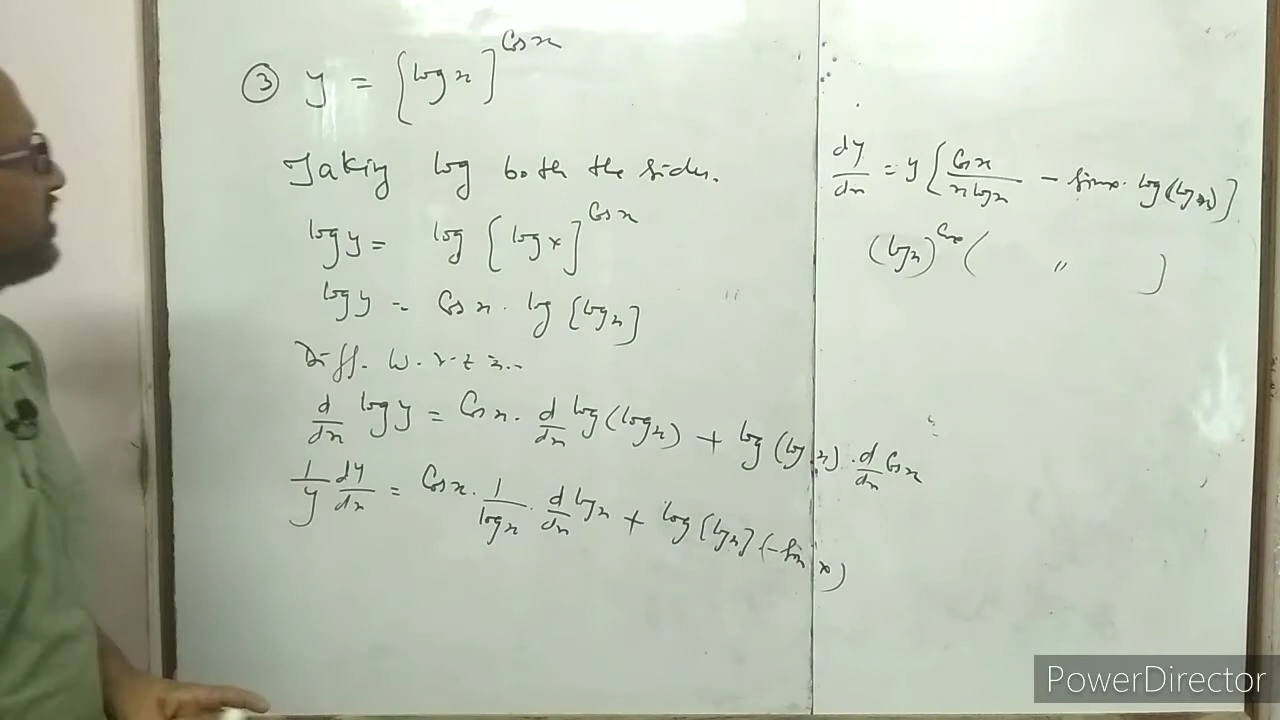 ③ y = [log x]^cos x
Taking log both the sides.
log y = log [log x]^cos x
log y = cos x . log [log x]
Diff. w.r.t x.-
d/dx log y = cos x . d/dx log (log x) + log (log x) . d/dx cos x
1/y dy/dx = cos x . 1/log x . d/dx log x + log [log x] (-sin x)
dy/dx = y [cos x / x log x - sin x . log (log x)]
(log x)^cos x ( " ]
PowerDirector